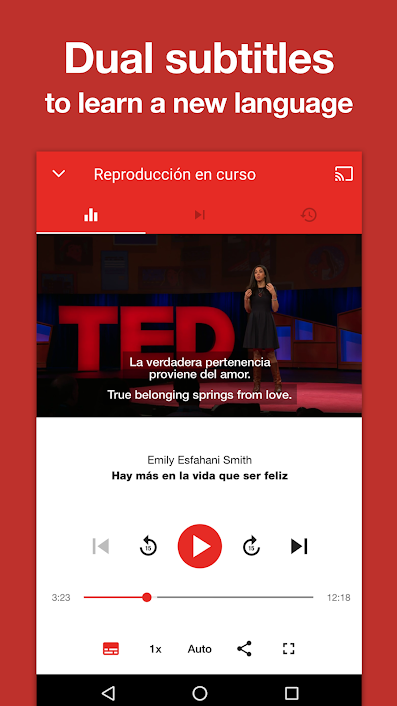 Dual subtitles
to learn a new language
Reproducción en curso
TED
La verdadera pertenencia
proviene del amor.
True belonging springs from love.
Emily Esfahani Smith
Hay más en la vida que ser feliz
15
15
3:23
12:18
1x
Auto